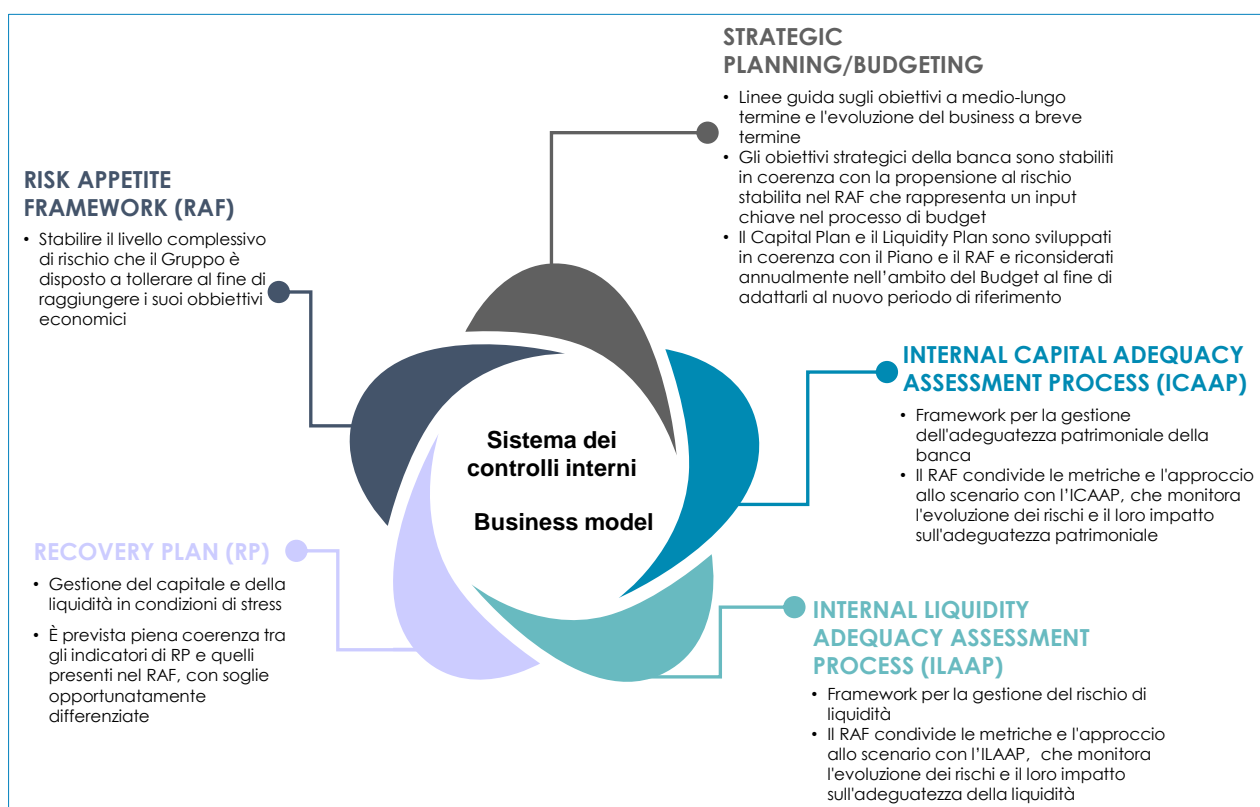 STRATEGIC
PLANNING/BUDGETING
• Linee guida sugli obiettivi a medio-lungo
termine e l'evoluzione del business a breve
termine
• Gli obiettivi strategici della banca sono stabiliti
in coerenza con la propensione al rischio
stabilita nel RAF che rappresenta un input
chiave nel processo di budget
• Il Capital Plan e il Liquidity Plan sono sviluppati
in coerenza con il Piano e il RAF e riconsiderati
annualmente nell'ambito del Budget al fine di
adattarli al nuovo periodo di riferimento
RISK APPETITE
FRAMEWORK (RAF)
• Stabilire il livello complessivo
di rischio che il Gruppo è
disposto a tollerare al fine di
raggiungere i suoi obbiettivi
economici
INTERNAL CAPITAL ADEQUACY
ASSESSMENT PROCESS (ICAAP)
• Framework per la gestione
dell'adeguatezza patrimoniale della
banca
• Il RAF condivide le metriche e l'approccio
allo scenario con l'ICAAP, che monitora
l'evoluzione dei rischi e il loro impatto
sull'adeguatezza patrimoniale
Sistema dei
controlli interni
Business model
RECOVERY PLAN (RP)
• Gestione del capitale e della
liquidità in condizioni di stress
• È prevista piena coerenza tra
gli indicatori di RP e quelli
presenti nel RAF, con soglie
opportunatamente
differenziate
INTERNAL LIQUIDITY
ADEQUACY ASSESSMENT
PROCESS (ILAAP)
• Framework per la gestione del rischio di
liquidità
• Il RAF condivide le metriche e l'approccio
allo scenario con l'ILAAP, che monitora
l'evoluzione dei rischi e il loro impatto
sull'adeguatezza della liquidità